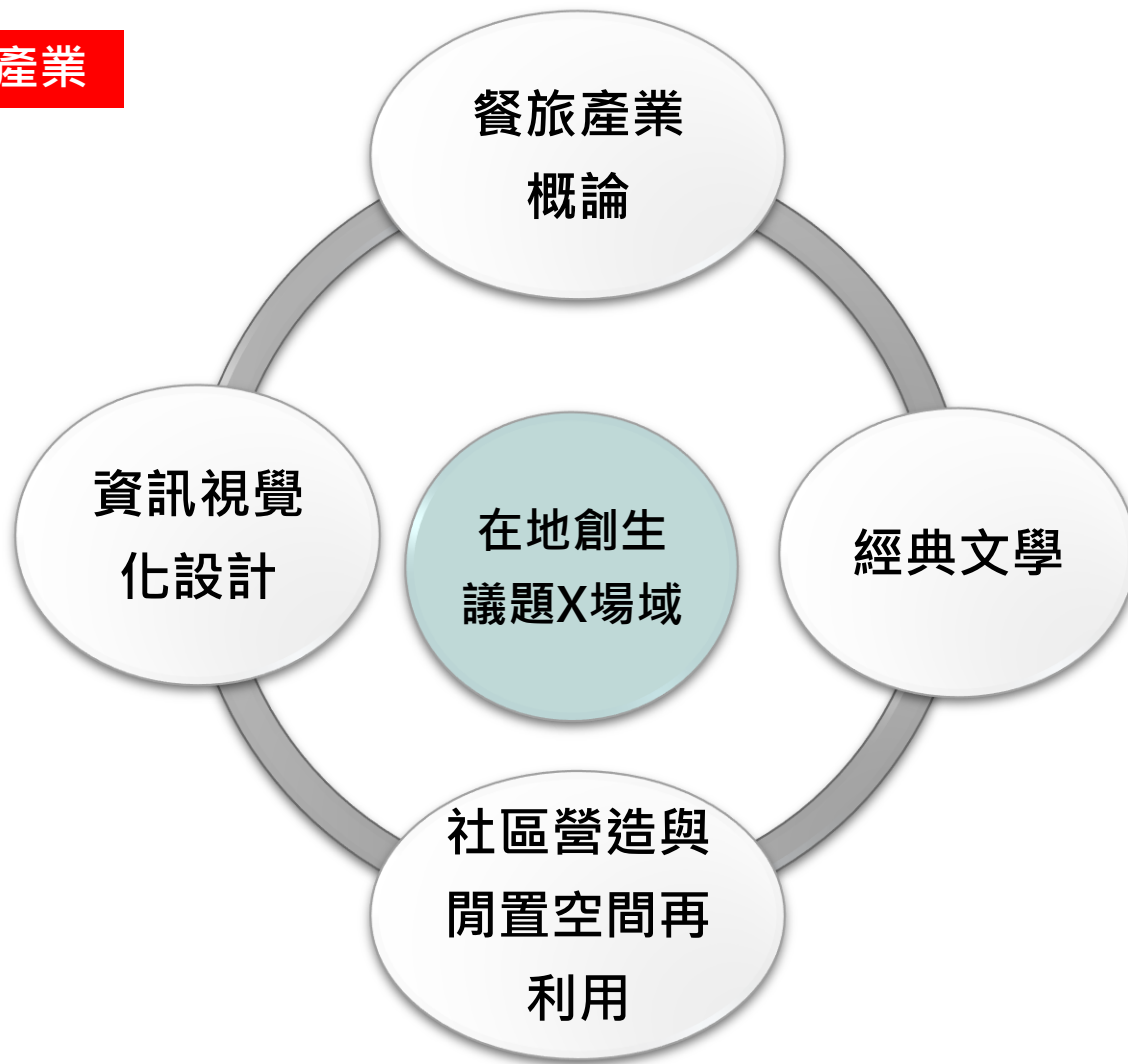 產業
餐旅產業
概論
資訊視覺
化設計
在地創生
議題X場域
經典文學
社區營造與
閒置空間再
利用